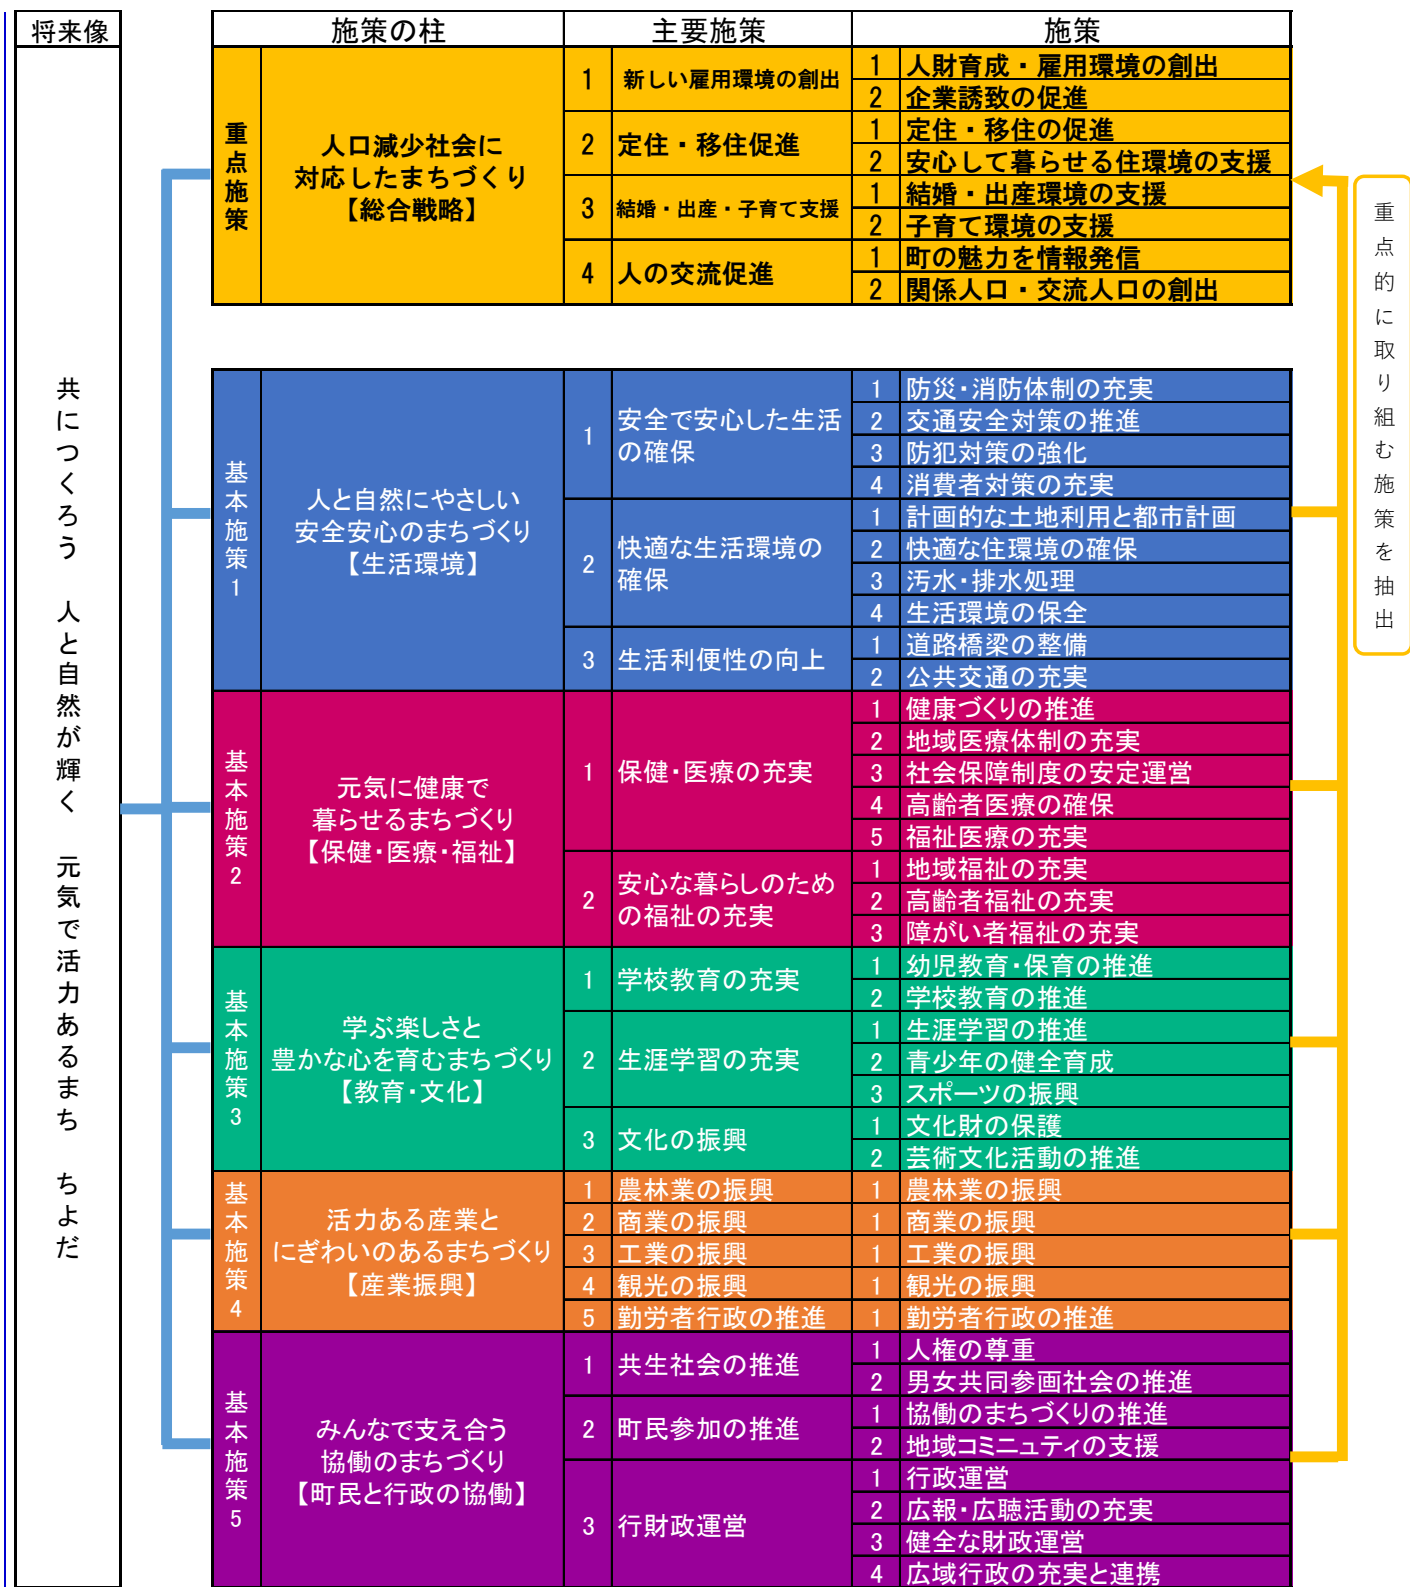 将来像
施策の柱
主要施策
施策
共につくろう　人と自然が輝く　元気で活力あるまち　ちよだ
重点施策
人口減少社会に
対応したまちづくり
【総合戦略】
1 新しい雇用環境の創出
1 人財育成・雇用環境の創出
2 企業誘致の促進
2 定住・移住促進
1 定住・移住の促進
2 安心して暮らせる住環境の支援
3 結婚・出産・子育て支援
1 結婚・出産環境の支援
2 子育て環境の支援
4 人の交流促進
1 町の魅力を情報発信
2 関係人口・交流人口の創出
重点的に取り組む施策を抽出
基本施策1
人と自然にやさしい
安全安心のまちづくり
【生活環境】
1 安全で安心した生活
の確保
1 防災・消防体制の充実
2 交通安全対策の推進
3 防犯対策の強化
4 消費者対策の充実
2 快適な生活環境の
確保
1 計画的な土地利用と都市計画
2 快適な住環境の確保
3 汚水・排水処理
4 生活環境の保全
3 生活利便性の向上
1 道路橋梁の整備
2 公共交通の充実
基本施策2
元気に健康で
暮らせるまちづくり
【保健・医療・福祉】
1 保健・医療の充実
1 健康づくりの推進
2 地域医療体制の充実
3 社会保障制度の安定運営
4 高齢者医療の確保
5 福祉医療の充実
2 安心な暮らしのため
の福祉の充実
1 地域福祉の充実
2 高齢者福祉の充実
3 障がい者福祉の充実
基本施策3
学ぶ楽しさと
豊かな心を育むまちづくり
【教育・文化】
1 学校教育の充実
1 幼児教育・保育の推進
2 学校教育の推進
2 生涯学習の充実
1 生涯学習の推進
2 青少年の健全育成
3 スポーツの振興
3 文化の振興
1 文化財の保護
2 芸術文化活動の推進
基本施策4
活力ある産業と
にぎわいのあるまちづくり
【産業振興】
1 農林業の振興
1 農林業の振興
2 商業の振興
1 商業の振興
3 工業の振興
1 工業の振興
4 観光の振興
1 観光の振興
5 勤労者行政の推進
1 勤労者行政の推進
基本施策5
みんなで支え合う
協働のまちづくり
【町民と行政の協働】
1 共生社会の推進
1 人権の尊重
2 男女共同参画社会の推進
2 町民参加の推進
1 協働のまちづくりの推進
2 地域コミニュティの支援
3 行財政運営
1 行政運営
2 広報・広聴活動の充実
3 健全な財政運営
4 広域行政の充実と連携